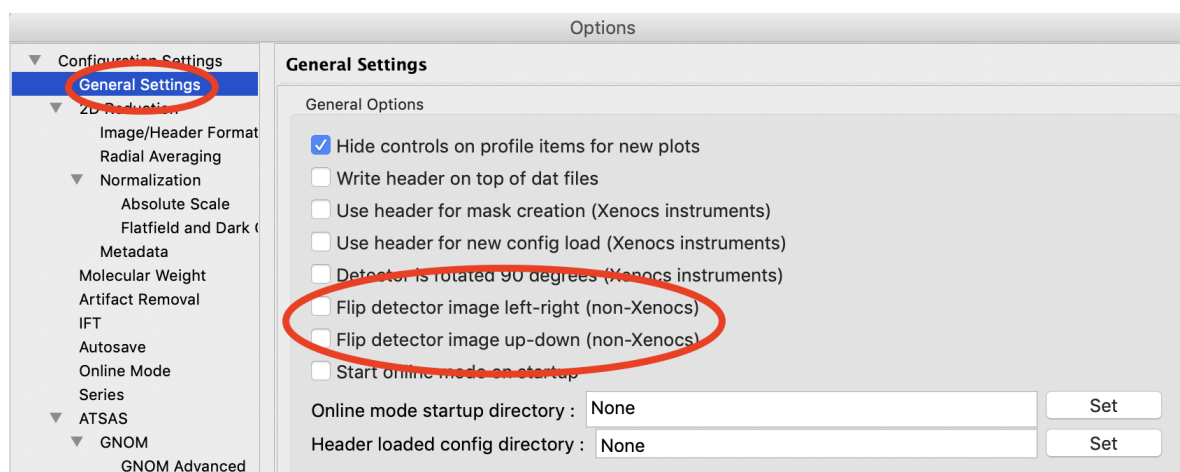 Options
Configuration Settings
General Settings
2D Reduction
Image/Header Format
Radial Averaging
Normalization
Absolute Scale
Flatfield and Dark
Metadata
Molecular Weight
Artifact Removal
IFT
Autosave
Online Mode
Series
ATSAS
GNOM
GNOM Advanced
General Settings
General Options
Hide controls on profile items for new plots
Write header on top of dat files
Use header for mask creation (Xenocs instruments)
Use header for new config load (Xenocs instruments)
Detector is rotated 90 degrees (Xenocs instruments)
Flip detector image left-right (non-Xenocs)
Flip detector image up-down (non-Xenocs)
Start online mode on startup
Online mode startup directory : None Set
Header loaded config directory : None Set